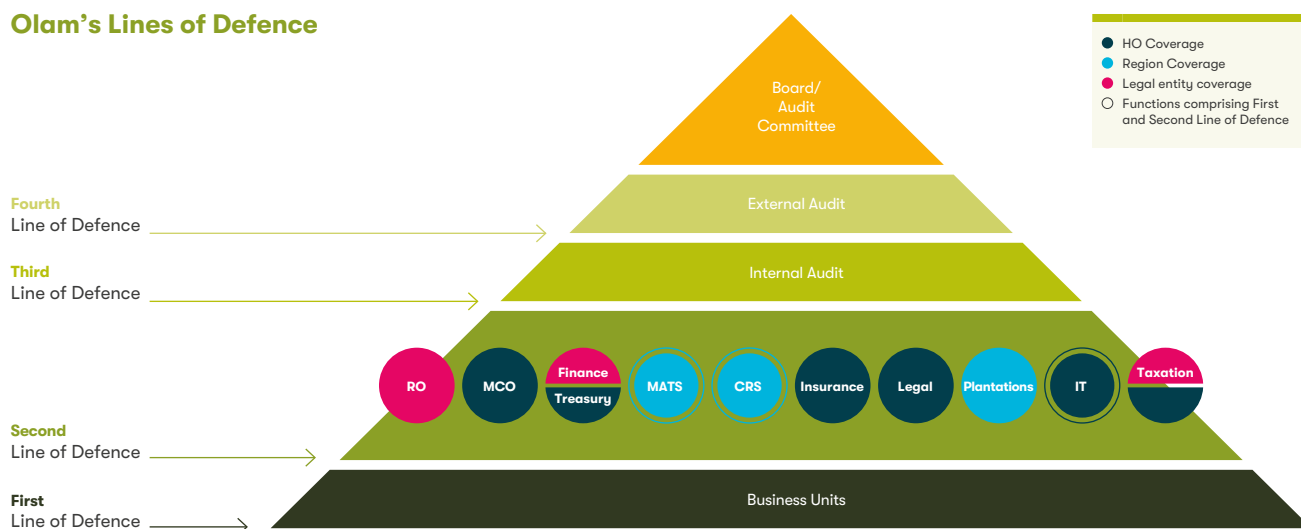 Olam's Lines of Defence
HO Coverage
Region Coverage
Legal entity coverage
Functions comprising First
and Second Line of Defence
Board/
Audit
Committee
Fourth
Line of Defence
External Audit
Third
Line of Defence
Internal Audit
RO
MCO
Finance
Treasury
MATS
CRS
Insurance
Legal
Plantations
IT
Taxation
Second
Line of Defence
First
Line of Defence
Business Units